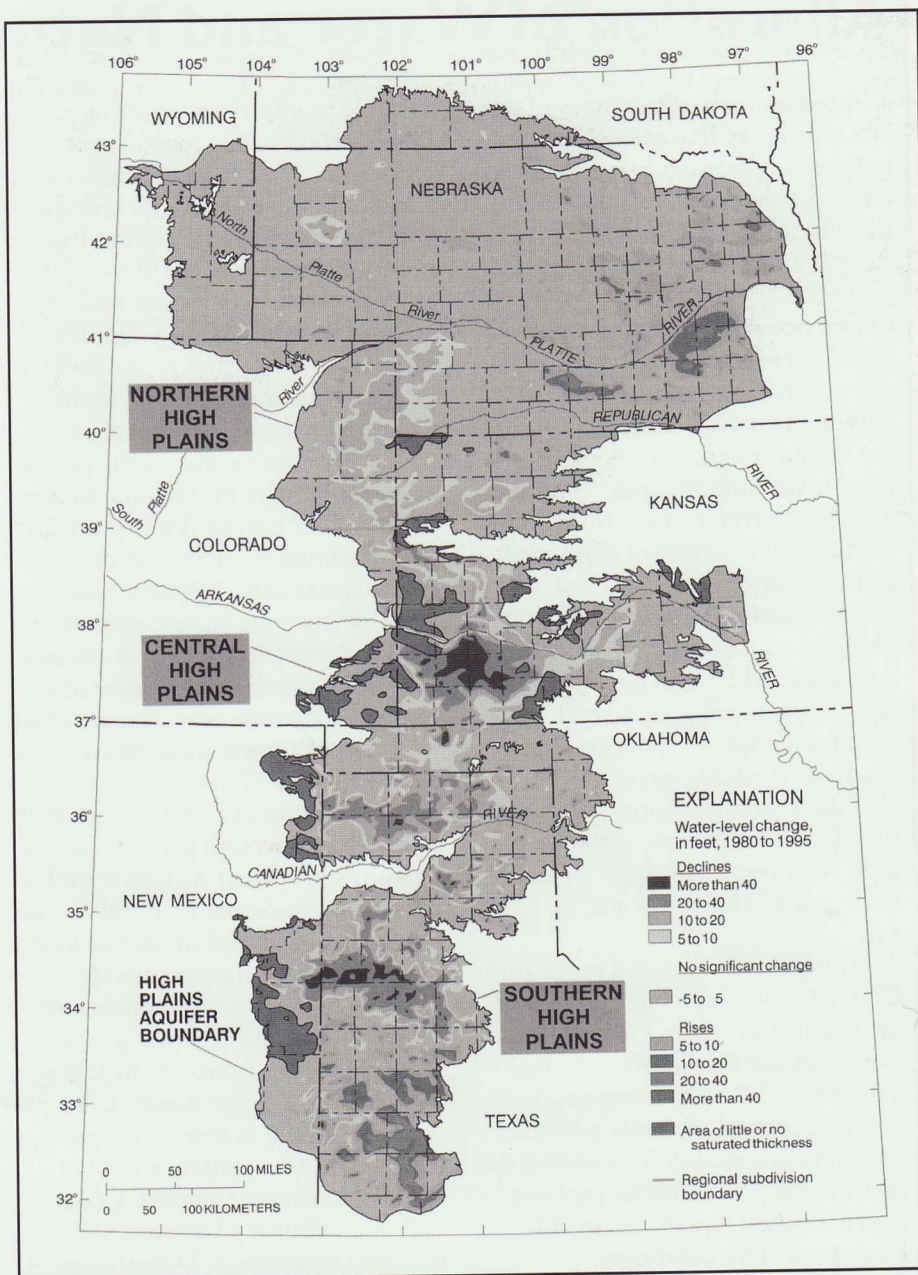 106° 105° 104° 103° 102° 101° 100° 99° 98° 97° 96°
WYOMING
SOUTH DAKOTA
43°
NEBRASKA
North
42°
Platte
River
41°
PLATTE
RIVER
River
NORTHERN
HIGH
PLAINS
REPUBLICAN
40°
RIVER
South
Platte
KANSAS
39°
COLORADO
ARKANSAS
38°
CENTRAL
HIGH
PLAINS
RIVER
37°
OKLAHOMA
36°
RIVER
CANADIAN
NEW MEXICO
35°
HIGH
PLAINS
AQUIFER
BOUNDARY
34°
SOUTHERN
HIGH
PLAINS
33°
TEXAS
32°
0 50 100 MILES
0 50 100 KILOMETERS
EXPLANATION
Water-level change,
in feet, 1980 to 1995
Declines
More than 40
20 to 40
10 to 20
5 to 10
No significant change
-5 to 5
Rises
5 to 10
10 to 20
20 to 40
More than 40
Area of little or no
saturated thickness
Regional subdivision
boundary